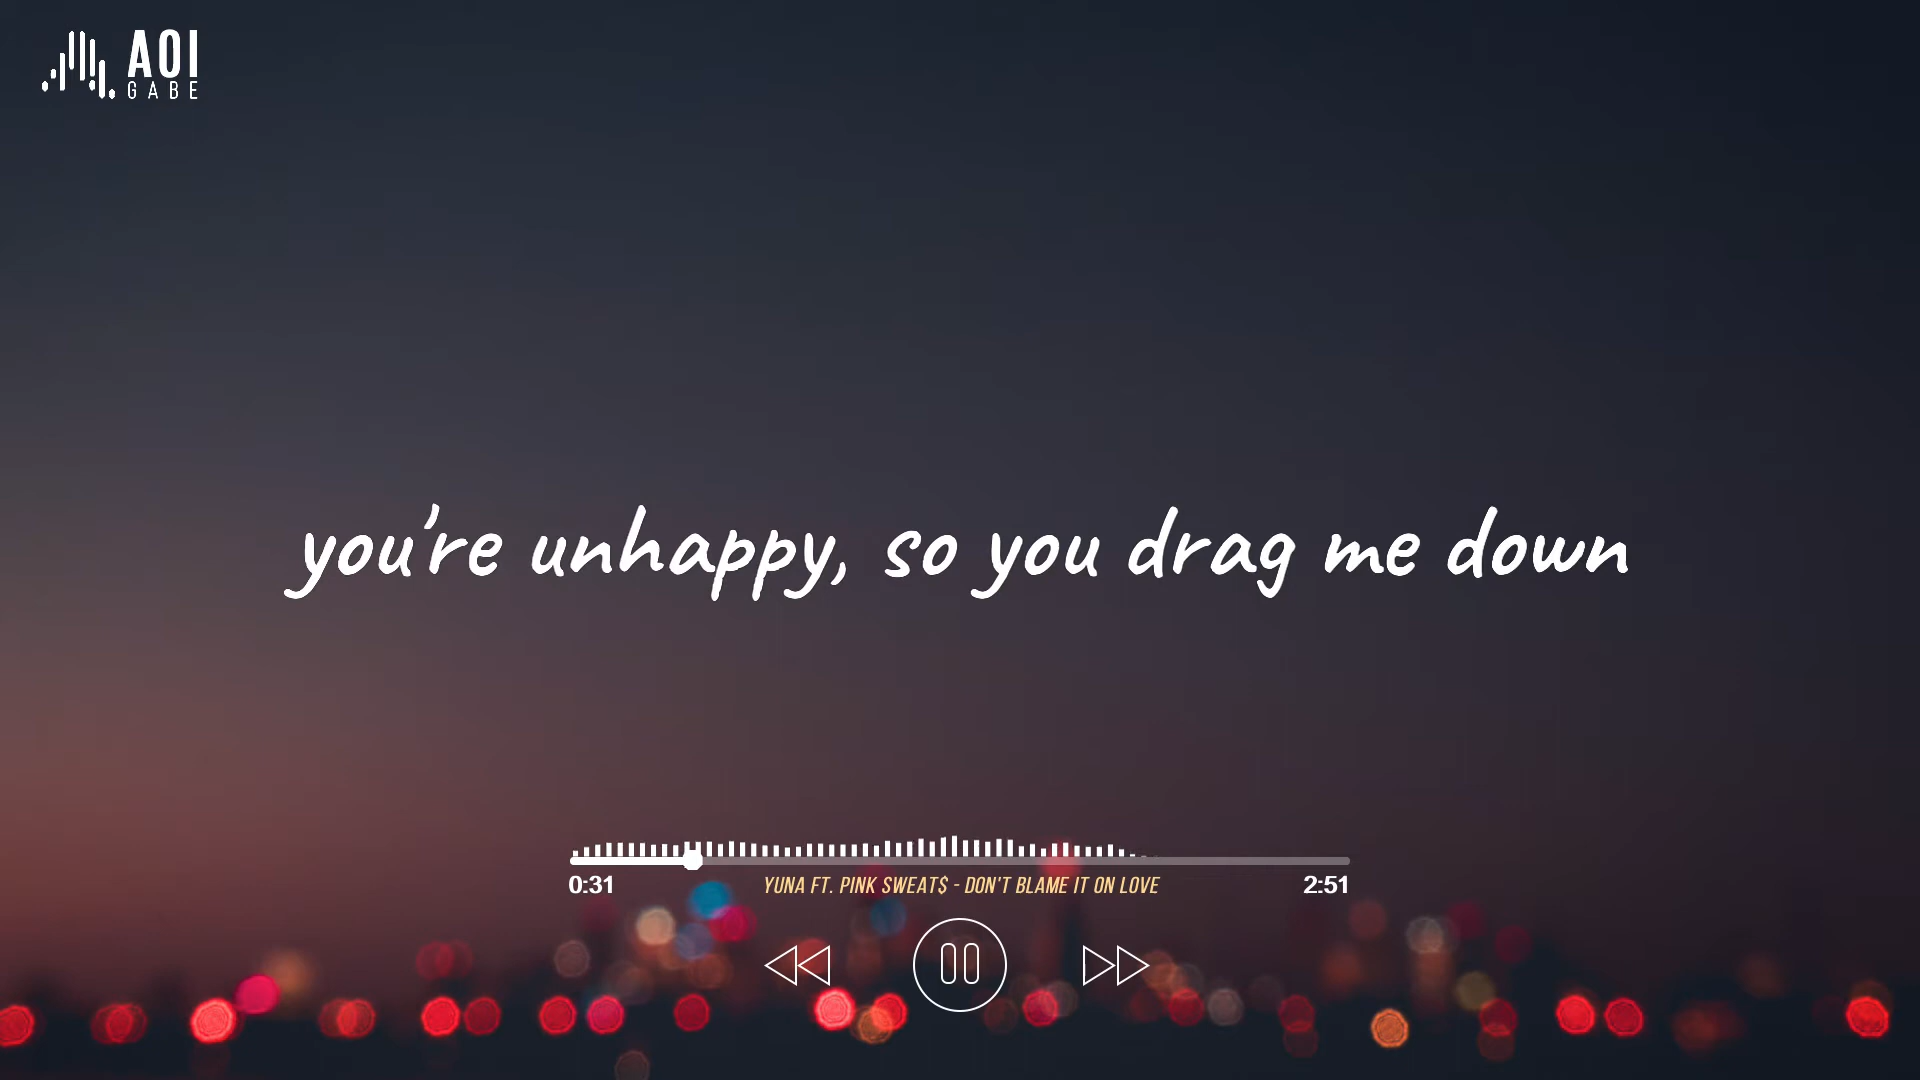 AOI
GABE
you're unhappy, so you drag me down
0:31
YUNA FT. PINK SWEAT$ - DON'T BLAME IT ON LOVE
2:51